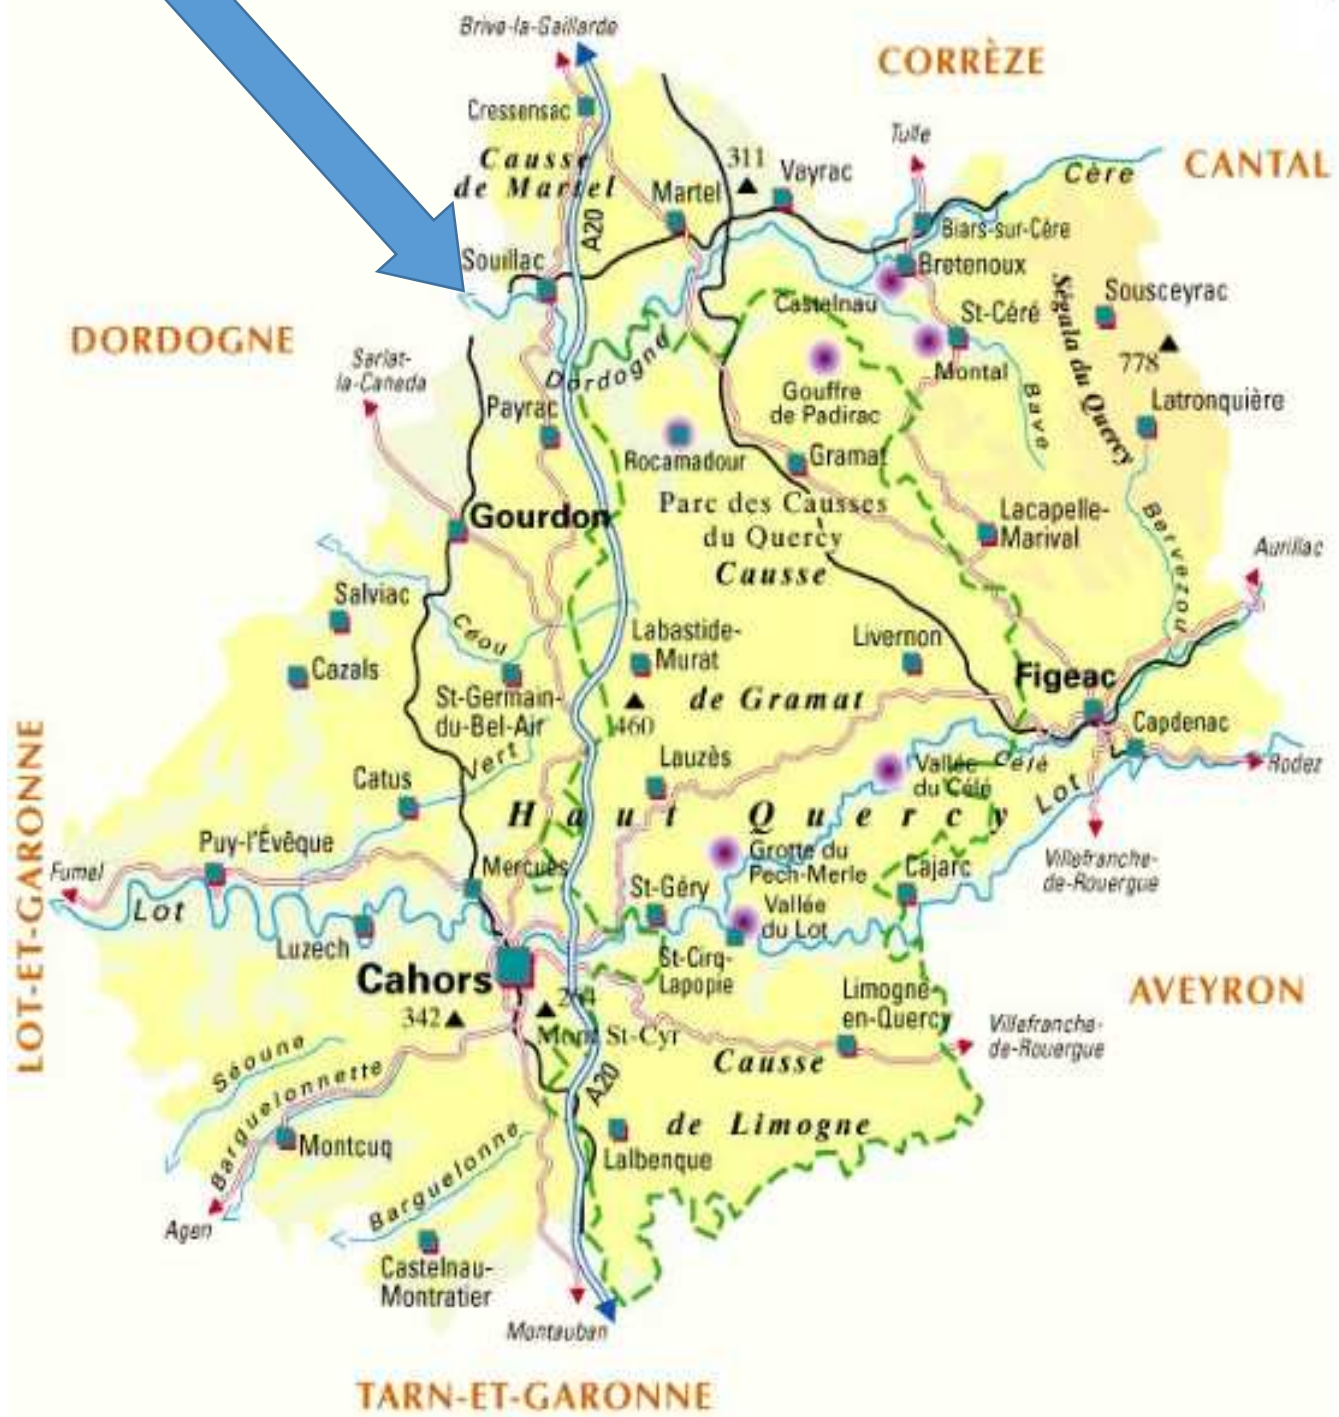 Brive-la-Gaillarde
CORRÈZE
Cressensac
Tulle
Causse
de Martel
311
Vayrac
Cère
CANTAL
Martel
A20
Biars-sur-Cère
Souillac
Bretenoux
Castelnau
St-Céré
Sousceyrac
Ségala du Quercy
DORDOGNE
Sarlat-
la-Caneda
Dordogne
Montal
778
Gouffre
de Padirac
Bave
Latronquière
Payrac
Rocamadour
Gramat
Gourdon
Parc des Causses
du Quercy
Lacapelle-
Marival
Bervezou
Aurillac
Causse
Salviac
Céou
Labastide-
Murat
Livernon
Cazals
St-Germain-
du-Bel-Air
de Gramat
Figeac
460
Capdenac
Vert
Lauzès
Vallée
du Célé
Célé
Rodez
Catus
Lot
Haut Quercy
LOT-ET-GARONNE
Puy-l'Évêque
Mercuès
Grotte du
Pech-Merle
Cajarc
Villefranche-
de-Rouergue
Fumel
Lot
St-Géry
Vallée
du Lot
Luzech
St-Cirq-
Lapopie
Cahors
Limogne-
en-Quercy
AVEYRON
342
264
Mont St-Cyr
Villefranche-
de-Rouergue
Séoune
Causse
Barguelonnette
A20
de Limogne
Montcuq
Lalbenque
Barguelonne
Agen
Castelnau-
Montratier
Montauban
TARN-ET-GARONNE